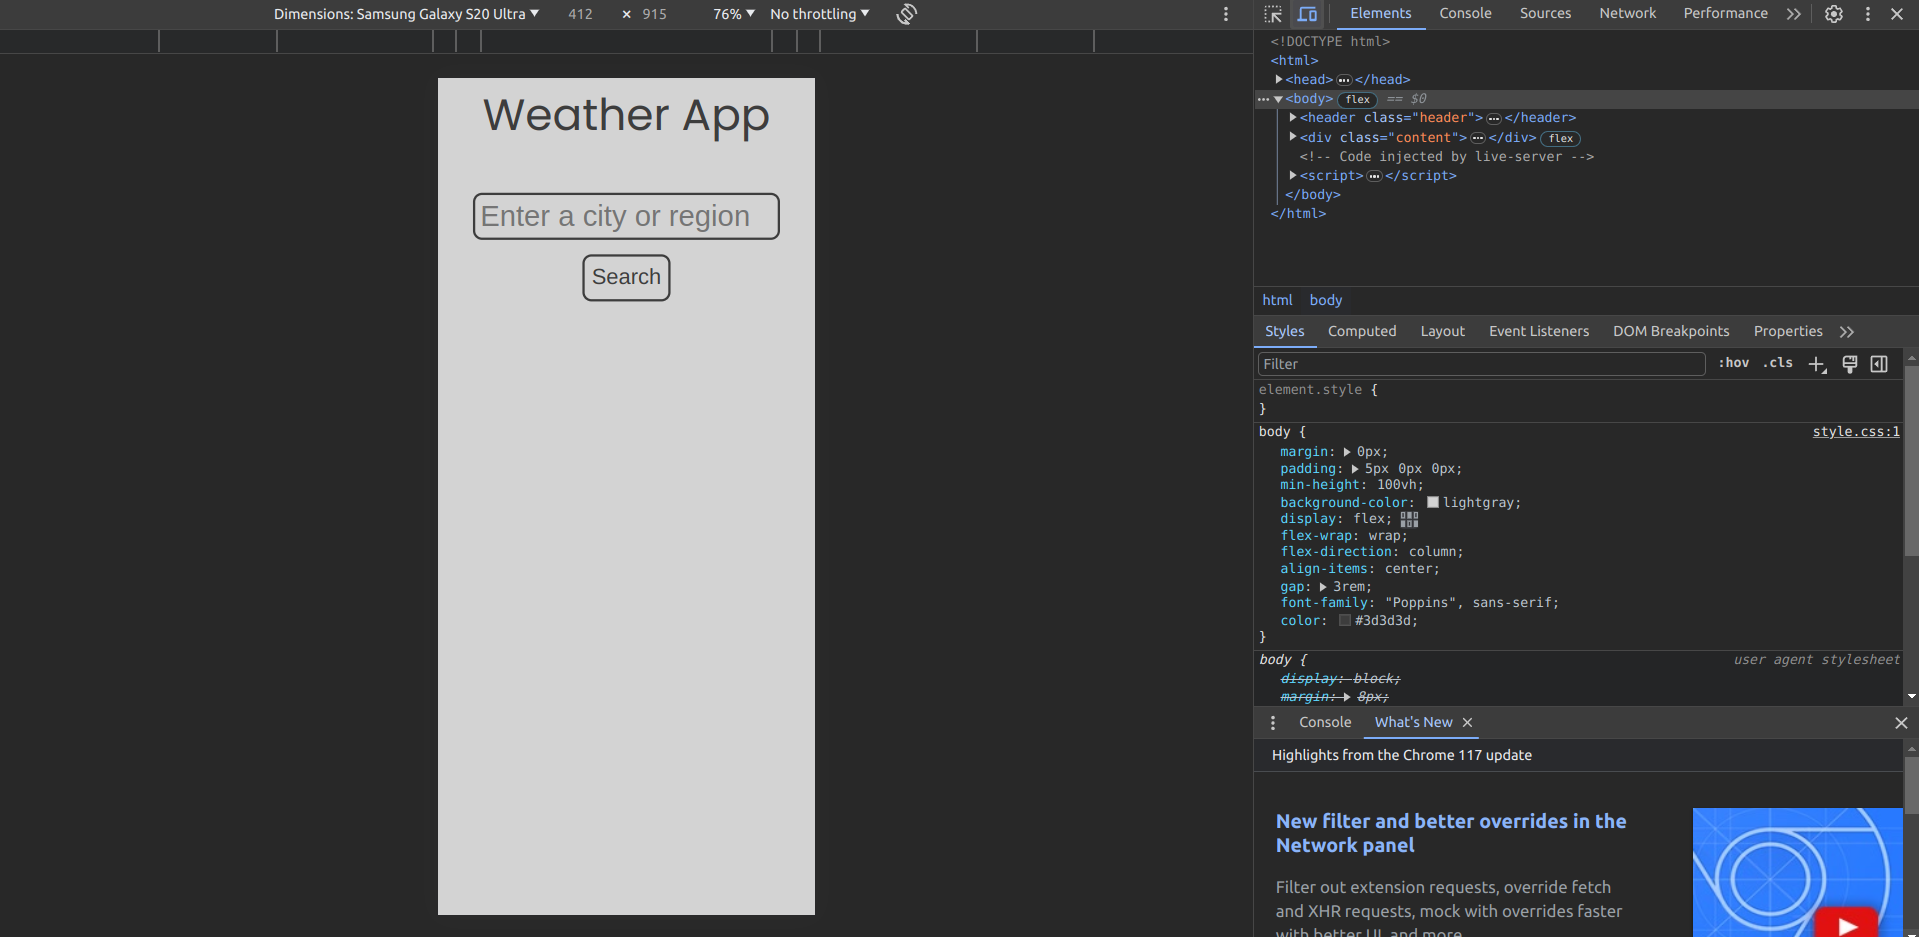 Dimensions: Samsung Galaxy S20 Ultra ▼ 412 × 915 76% ▼ No throttling ▼
Elements Console Sources Network Performance
<!DOCTYPE html>
<html>
▶<head>…</head>
… ▼<body> flex == $0
▶<header class="header">…</header>
▶<div class="content">…</div> flex
<!-- Code injected by live-server -->
▶<script>…</script>
</body>
</html>
Weather App
Enter a city or region
Search
html body
Styles Computed Layout Event Listeners DOM Breakpoints Properties
Filter :hov .cls
element.style {
}
body { style.css:1
margin: ▶ 0px;
padding: ▶ 5px 0px 0px;
min-height: 100vh;
background-color: lightgray;
display: flex;
flex-wrap: wrap;
flex-direction: column;
align-items: center;
gap: ▶ 3rem;
font-family: "Poppins", sans-serif;
color: #3d3d3d;
}
body { user agent stylesheet
display: block;
margin: ▶ 8px;
Console What's New
Highlights from the Chrome 117 update
New filter and better overrides in the
Network panel
Filter out extension requests, override fetch
and XHR requests, mock with overrides faster
with better UI, and more.